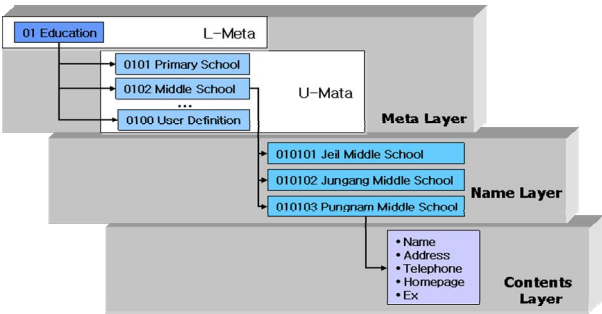 01 Education
L-Meta
0101 Primary School
0102 Middle School
...
0100 User Definition
U-Mata
Meta Layer
010101 Jeil Middle School
010102 Jungang Middle School
010103 Pungnam Middle School
Name Layer
• Name
• Address
• Telephone
• Homepage
• Ex
Contents
Layer